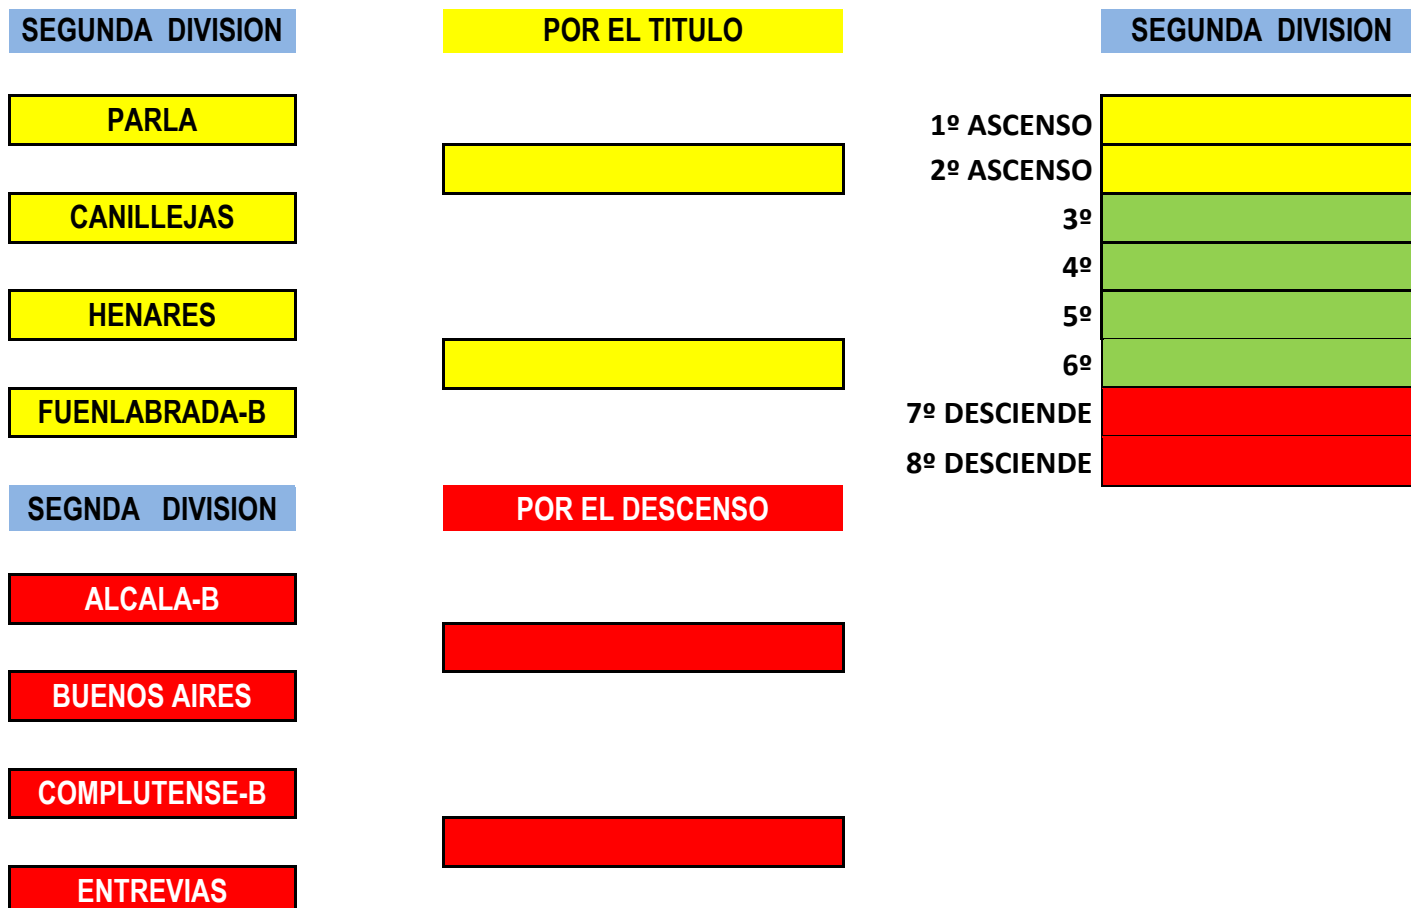 SEGUNDA DIVISION
POR EL TITULO
SEGUNDA DIVISION
PARLA
1º ASCENSO
2º ASCENSO
CANILLEJAS
3º
4º
HENARES
5º
6º
FUENLABRADA-B
7º DESCIENDE
8º DESCIENDE
SEGNDA DIVISION
POR EL DESCENSO
ALCALA-B
BUENOS AIRES
COMPLUTENSE-B
ENTREVIAS